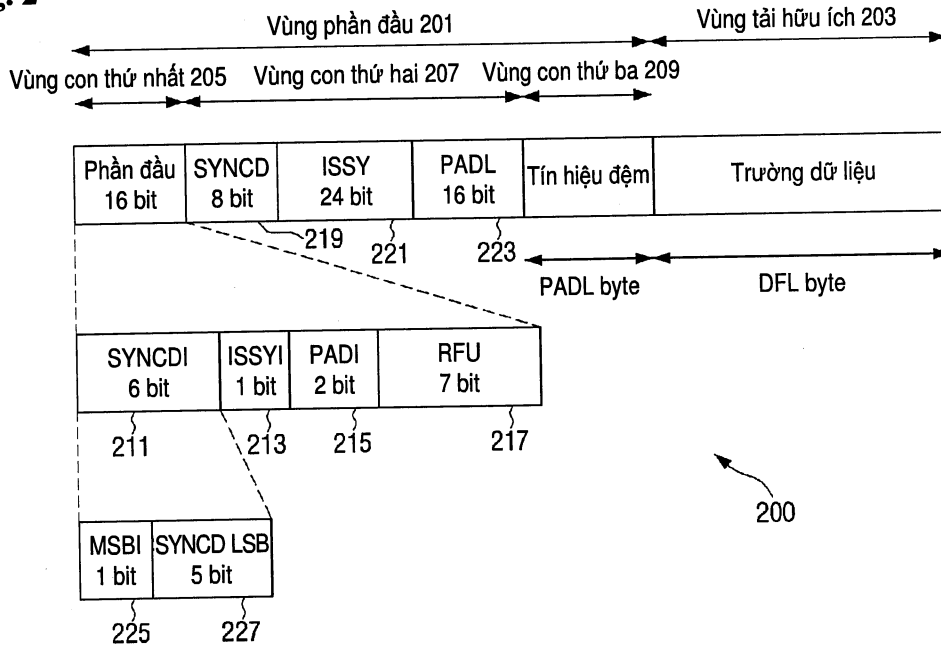 Vùng phần đầu 201
Vùng tải hữu ích 203
Vùng con thứ nhất 205
Vùng con thứ hai 207
Vùng con thứ ba 209
Phần đầu
16 bit
SYNCD
8 bit
ISSY
24 bit
PADL
16 bit
Tín hiệu đệm
Trường dữ liệu
219
221
223
PADL byte
DFL byte
SYNCDI
6 bit
ISSYI
1 bit
PADI
2 bit
RFU
7 bit
211
213
215
217
200
MSBI
1 bit
SYNCD LSB
5 bit
225
227